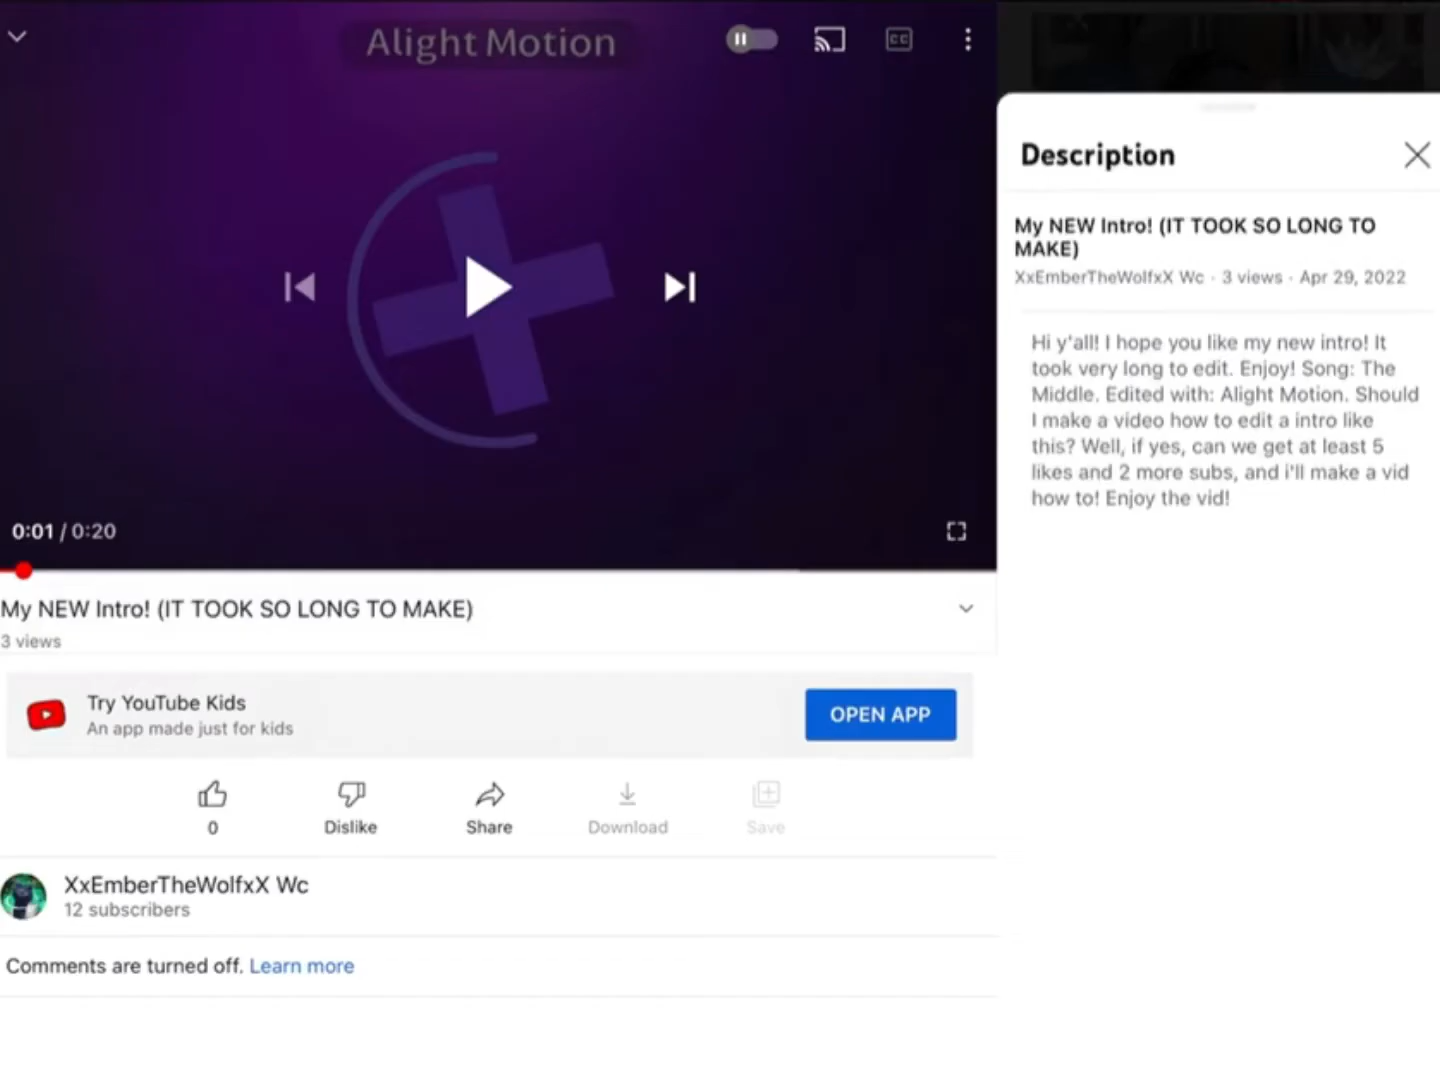 Alight Motion
CC
0:01 / 0:20
My NEW Intro! (IT TOOK SO LONG TO MAKE)
3 views
Try YouTube Kids
An app made just for kids
OPEN APP
0
Dislike
Share
Download
Save
XxEmberTheWolfxX Wc
12 subscribers
Comments are turned off. Learn more
Description
My NEW Intro! (IT TOOK SO LONG TO
MAKE)
XxEmberTheWolfxX Wc · 3 views · Apr 29, 2022
Hi y'all! I hope you like my new intro! It
took very long to edit. Enjoy! Song: The
Middle. Edited with: Alight Motion. Should
I make a video how to edit a intro like
this? Well, if yes, can we get at least 5
likes and 2 more subs, and i'll make a vid
how to! Enjoy the vid!